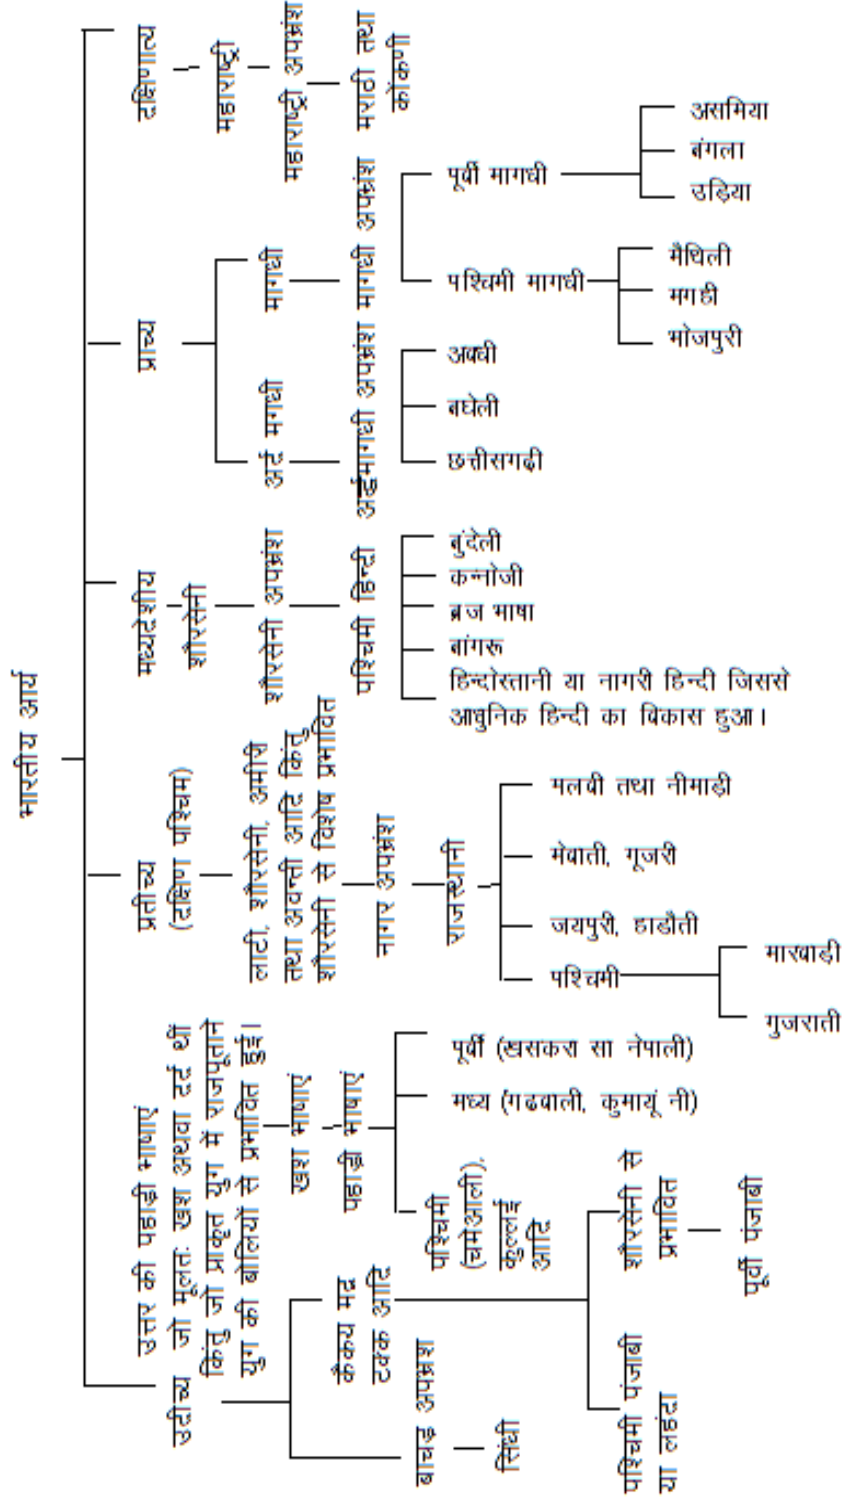 भारतीय आर्य
उदीच्य
उत्तर की पहाड़ी भाषाएं
जो मूलतः खश अथवा दर्द थीं
किंतु जो प्राकृत युग में राजपूताने
युग की बोलियों से प्रभावित हुई।
ब्राचड़ अपभ्रंश
सिंधी
कैकय मद्र
टक्क आदि
पश्चिमी पंजाबी
या लहंदा
शौरसेनी से
प्रभावित
पूर्वी पंजाबी
खश भाषाएं
पहाड़ी भाषाएं
पश्चिमी
(चमेआली),
कुल्लई
आदि
मध्य (गढवाली, कुमायूं नी)
पूर्वी (खसकरा सा नेपाली)
प्रतीच्य
(दक्षिण पश्चिम)
लाटी, शौरसेनी, अमीरी
तथा अवन्ती आदि किंतु
शौरसेनी से विशेष प्रभावित
नागर अपभ्रंश
राजस्थानी
पश्चिमी
मारवाड़ी
गुजराती
जयपुरी, हाडौती
मेवाती, गूजरी
मलवी तथा नीमाड़ी
मध्यदेशीय
शौरसेनी
शौरसेनी अपभ्रंश
पश्चिमी हिन्दी
बुंदेली
कन्नोजी
ब्रज भाषा
बांगरू
हिन्दोस्तानी या नागरी हिन्दी जिससे
आधुनिक हिन्दी का विकास हुआ।
प्राच्य
अर्द मगधी
अर्द्धमागधी अपभ्रंश
अवधी
बघेली
छत्तीसगढी
मागधी
मागधी अपभ्रंश
पश्चिमी मागधी
मैथिली
मगही
भोजपुरी
पूर्वी मागधी
असमिया
बंगला
उड़िया
दक्षिणात्य
महाराष्ट्री
महाराष्ट्री अपभ्रंश
मराठी तथा
कोंकणी